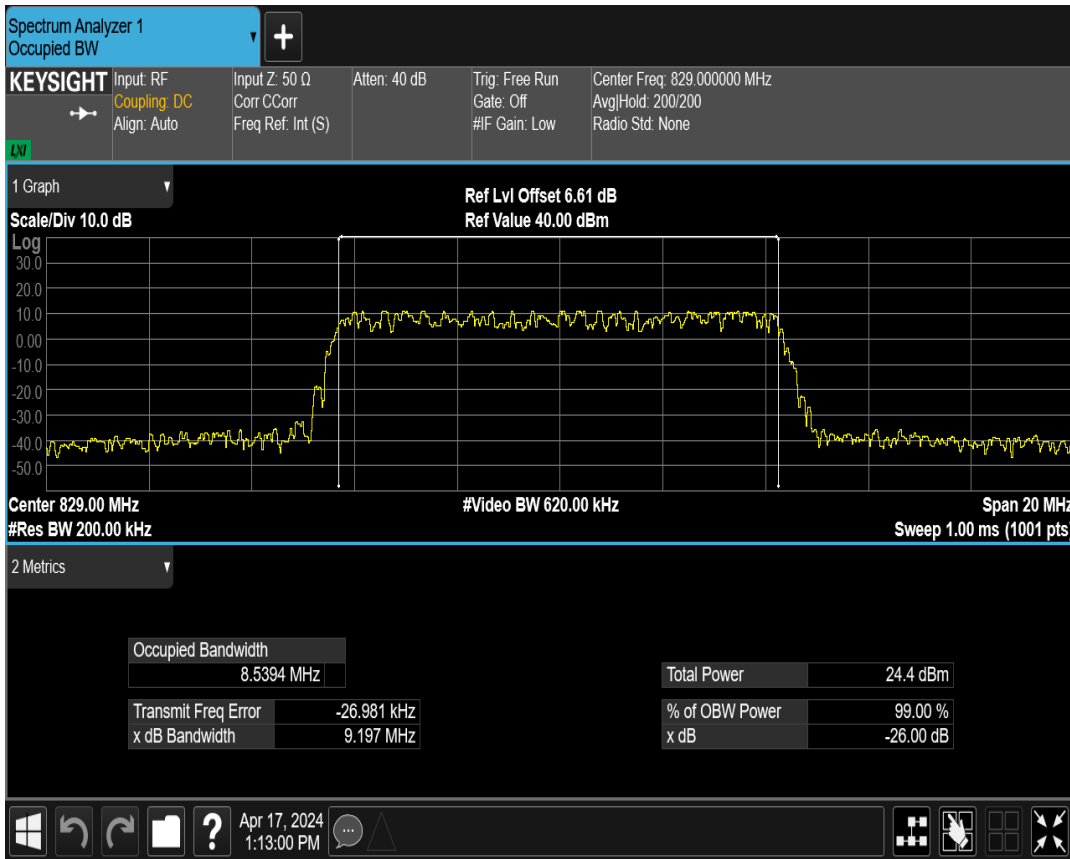 Spectrum Analyzer 1
Occupied BW
+
KEYSIGHT
LXI
Input: RF
Coupling: DC
Align: Auto
Input Z: 50 Ω
Corr CCorr
Freq Ref: Int (S)
Atten: 40 dB
Trig: Free Run
Gate: Off
#IF Gain: Low
Center Freq: 829.000000 MHz
Avg|Hold: 200/200
Radio Std: None
1 Graph
Scale/Div 10.0 dB
Ref Lvl Offset 6.61 dB
Ref Value 40.00 dBm
Log
30.0
20.0
10.0
0.00
-10.0
-20.0
-30.0
-40.0
-50.0
Center 829.00 MHz
#Video BW 620.00 kHz
Span 20 MHz
#Res BW 200.00 kHz
Sweep 1.00 ms (1001 pts)
2 Metrics
Occupied Bandwidth
8.5394 MHz
Total Power 24.4 dBm
Transmit Freq Error -26.981 kHz
% of OBW Power 99.00 %
x dB Bandwidth 9.197 MHz
x dB -26.00 dB
?
Apr 17, 2024
1:13:00 PM